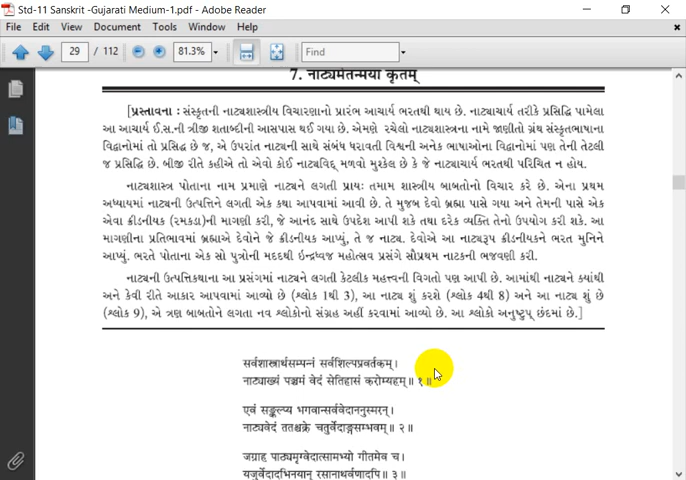 Std-11 Sanskrit -Gujarati Medium-1.pdf - Adobe Reader
File Edit View Document Tools Window Help
29 / 112 81.3% Find
7. नाट्यमेतन्मया कृतम्
[પ્રસ્તાવના : સંસ્કૃતની નાટ્યશાસ્ત્રીય વિચારણાનો પ્રારંભ આચાર્ય ભરતથી થાય છે. નાટ્યાચાર્ય તરીકે પ્રસિદ્ધિ પામેલા
આ આચાર્ય ઈ.સ.ની ત્રીજી શતાબ્દીની આસપાસ થઈ ગયા છે. એમણે રચેલો નાટ્યશાસ્ત્રના નામે જાણીતો ગ્રંથ સંસ્કૃતભાષાના
વિદ્વાનોમાં તો પ્રસિદ્ધ છે જ, એ ઉપરાંત નાટ્યની સાથે સંબંધ ધરાવતી વિશ્વની અનેક ભાષાઓના વિદ્વાનોમાં પણ તેની તેટલી
જ પ્રસિદ્ધિ છે. બીજી રીતે કહીએ તો એવો કોઈ નાટ્યવિદ્ મળવો મુશ્કેલ છે કે જે નાટ્યાચાર્ય ભરતથી પરિચિત ન હોય.
નાટ્યશાસ્ત્ર પોતાના નામ પ્રમાણે નાટ્યને લગતી પ્રાયઃ તમામ શાસ્ત્રીય બાબતોનો વિચાર કરે છે. એના પ્રથમ
અધ્યાયમાં નાટ્યની ઉત્પત્તિને લગતી એક કથા આપવામાં આવી છે. તે મુજબ દેવો બ્રહ્મા પાસે ગયા અને તેમની પાસે એક
એવા ક્રીડનીયક (રમકડા)ની માગણી કરી, જે આનંદ સાથે ઉપદેશ આપી શકે તથા દરેક વ્યક્તિ તેનો ઉપયોગ કરી શકે. આ
માગણીના પ્રતિભાવમાં બ્રહ્માએ દેવોને જે ક્રીડનીયક આપ્યું, તે જ નાટ્ય. દેવોએ આ નાટ્યરૂપ ક્રીડનીયકને ભરત મુનિને
આપ્યું. ભરતે પોતાના એક સો પુત્રોની મદદથી ઇન્દ્રધ્વજ મહોત્સવ પ્રસંગે સૌપ્રથમ નાટકની ભજવણી કરી.
નાટ્યની ઉત્પત્તિકથાના આ પ્રસંગમાં નાટ્યને લગતી કેટલીક મહત્ત્વની વિગતો પણ આપી છે. આમાંથી નાટ્યને ક્યાંથી
અને કેવી રીતે આકાર આપવામાં આવ્યો છે (શ્લોક 1થી 3), આ નાટ્ય શું કરશે (શ્લોક 4થી 8) અને આ નાટ્ય શું છે
(શ્લોક 9), એ ત્રણ બાબતોને લગતા નવ શ્લોકોનો સંગ્રહ અહીં કરવામાં આવ્યો છે. આ શ્લોકો અનુષ્ટુપ્ છંદમાં છે.]
सर्वशास्त्रार्थसम्पन्नं सर्वशिल्पप्रवर्तकम्।
नाट्याख्यं पञ्चमं वेदं सेतिहासं करोम्यहम्॥ १॥
एवं सङ्कल्प्य भगवान्सर्ववेदाननुस्मरन्।
नाट्यवेदं ततश्चक्रे चतुर्वेदाङ्गसम्भवम्॥ २॥
जग्राह पाठ्यमृग्वेदात्सामभ्यो गीतमेव च।
यजुर्वेदादभिनयान् रसानाथर्वणादपि॥ ३॥